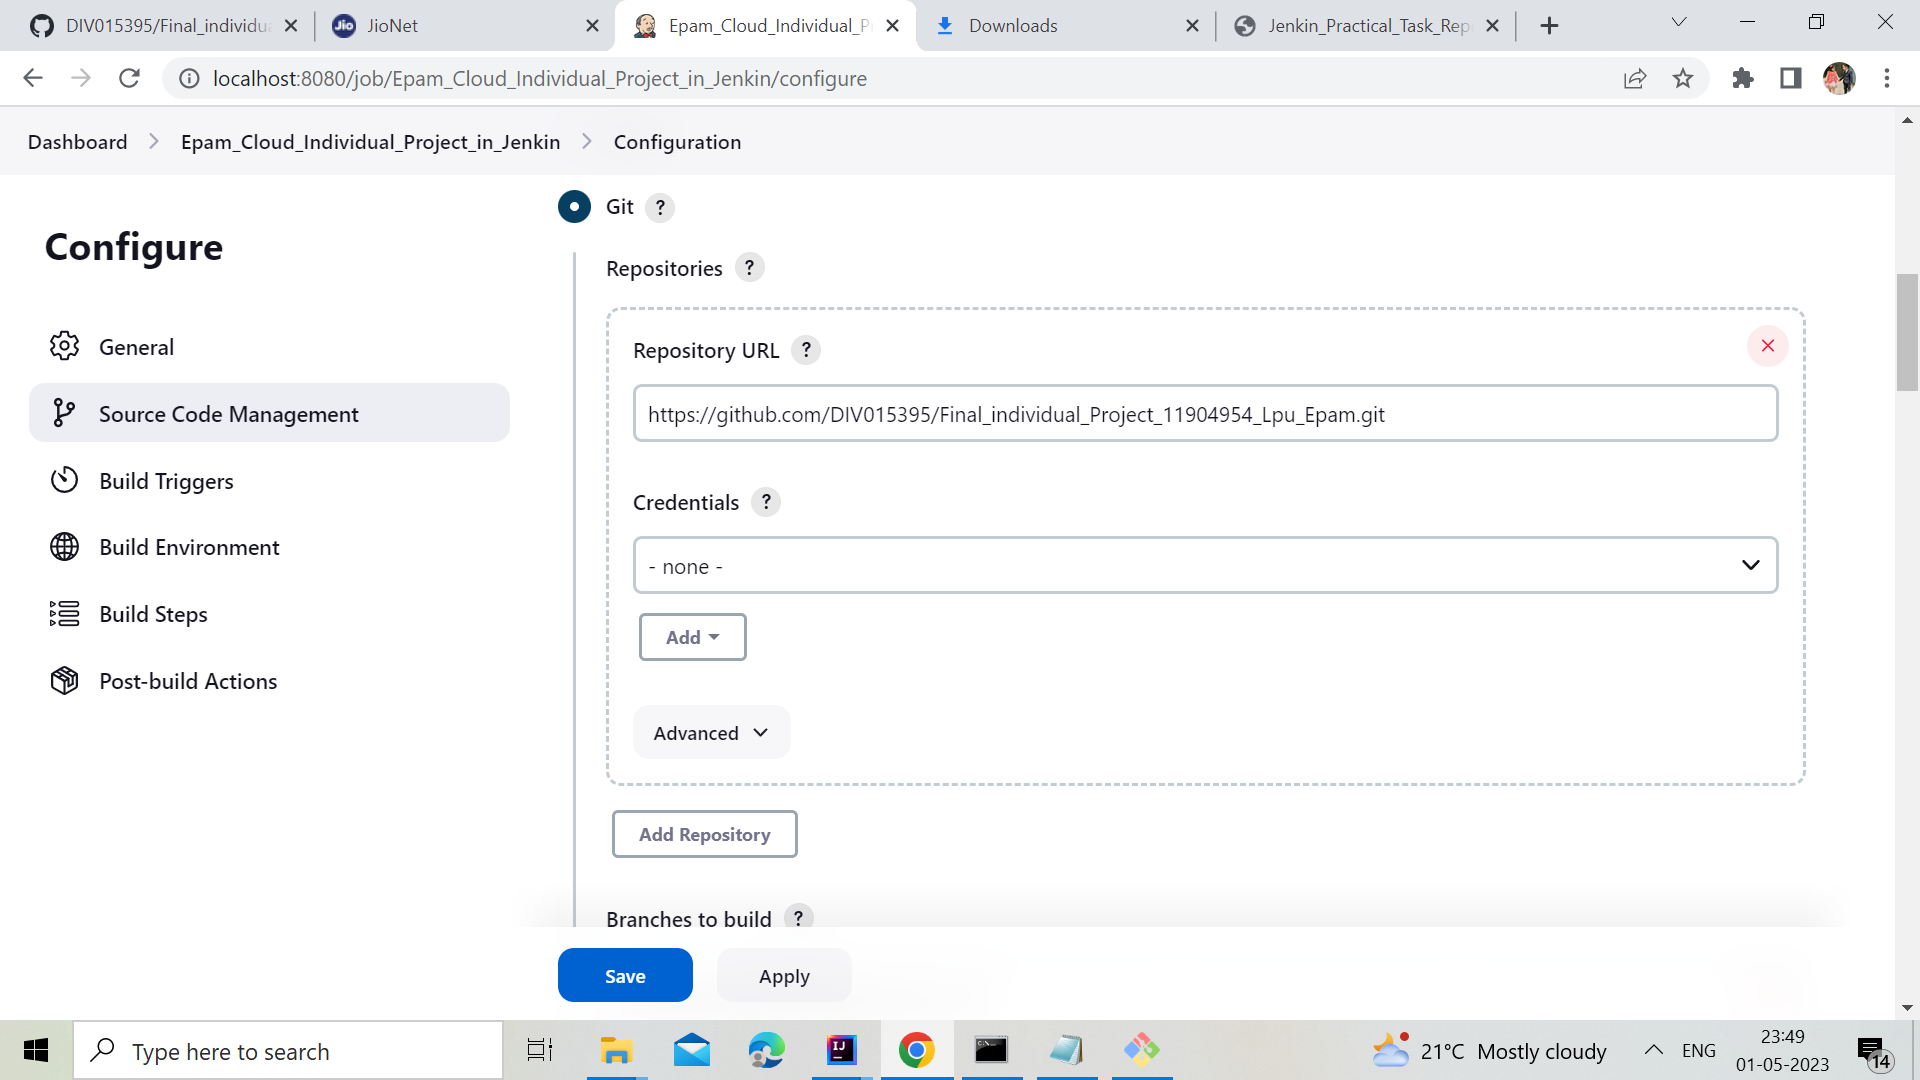 DIV015395/Final_individu
JioNet
Epam_Cloud_Individual_P
Downloads
Jenkin_Practical_Task_Rep
localhost:8080/job/Epam_Cloud_Individual_Project_in_Jenkin/configure
Dashboard
Epam_Cloud_Individual_Project_in_Jenkin
Configuration
Configure
General
Source Code Management
Build Triggers
Build Environment
Build Steps
Post-build Actions
Git ?
Repositories ?
Repository URL ?
https://github.com/DIV015395/Final_individual_Project_11904954_Lpu_Epam.git
Credentials ?
- none -
Add
Advanced
Add Repository
Branches to build ?
Save
Apply
Type here to search
IJ
21°C Mostly cloudy
ENG
23:49
01-05-2023
14